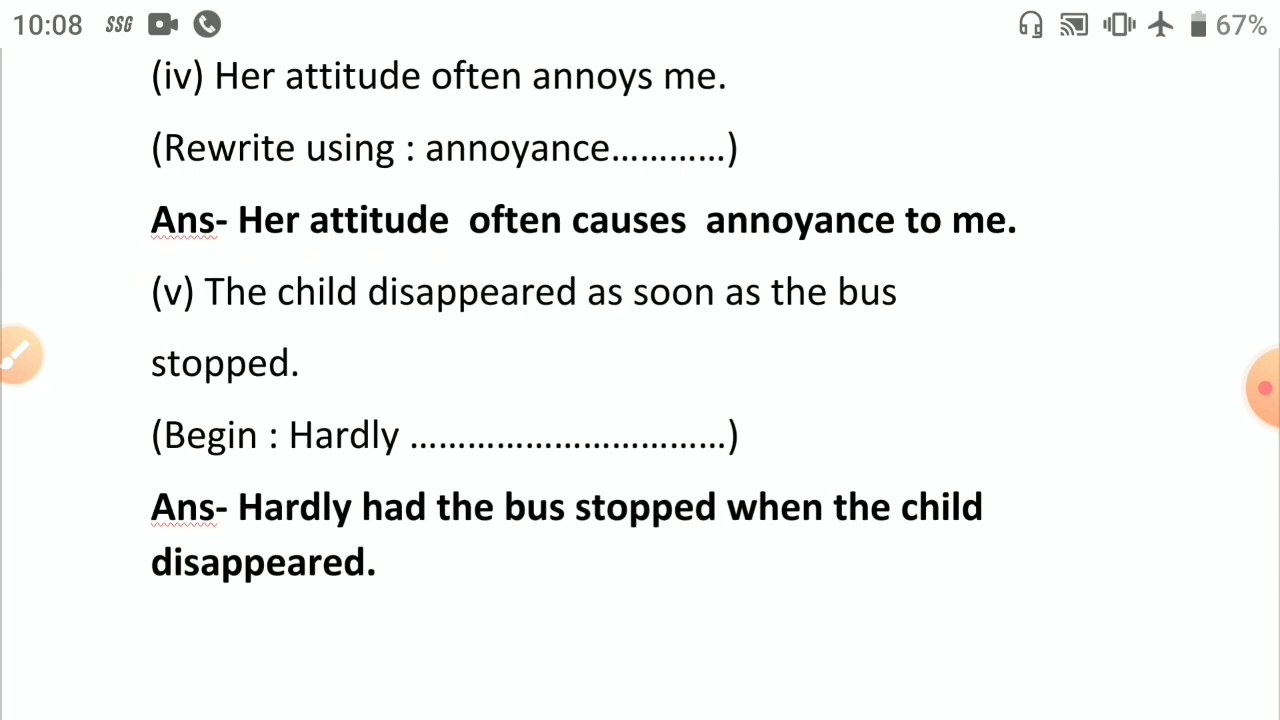 10:08 SSG 67%
(iv) Her attitude often annoys me.
(Rewrite using : annoyance............)
Ans- Her attitude  often causes  annoyance to me.
(v) The child disappeared as soon as the bus
stopped.
(Begin : Hardly .................................)
Ans- Hardly had the bus stopped when the child
disappeared.